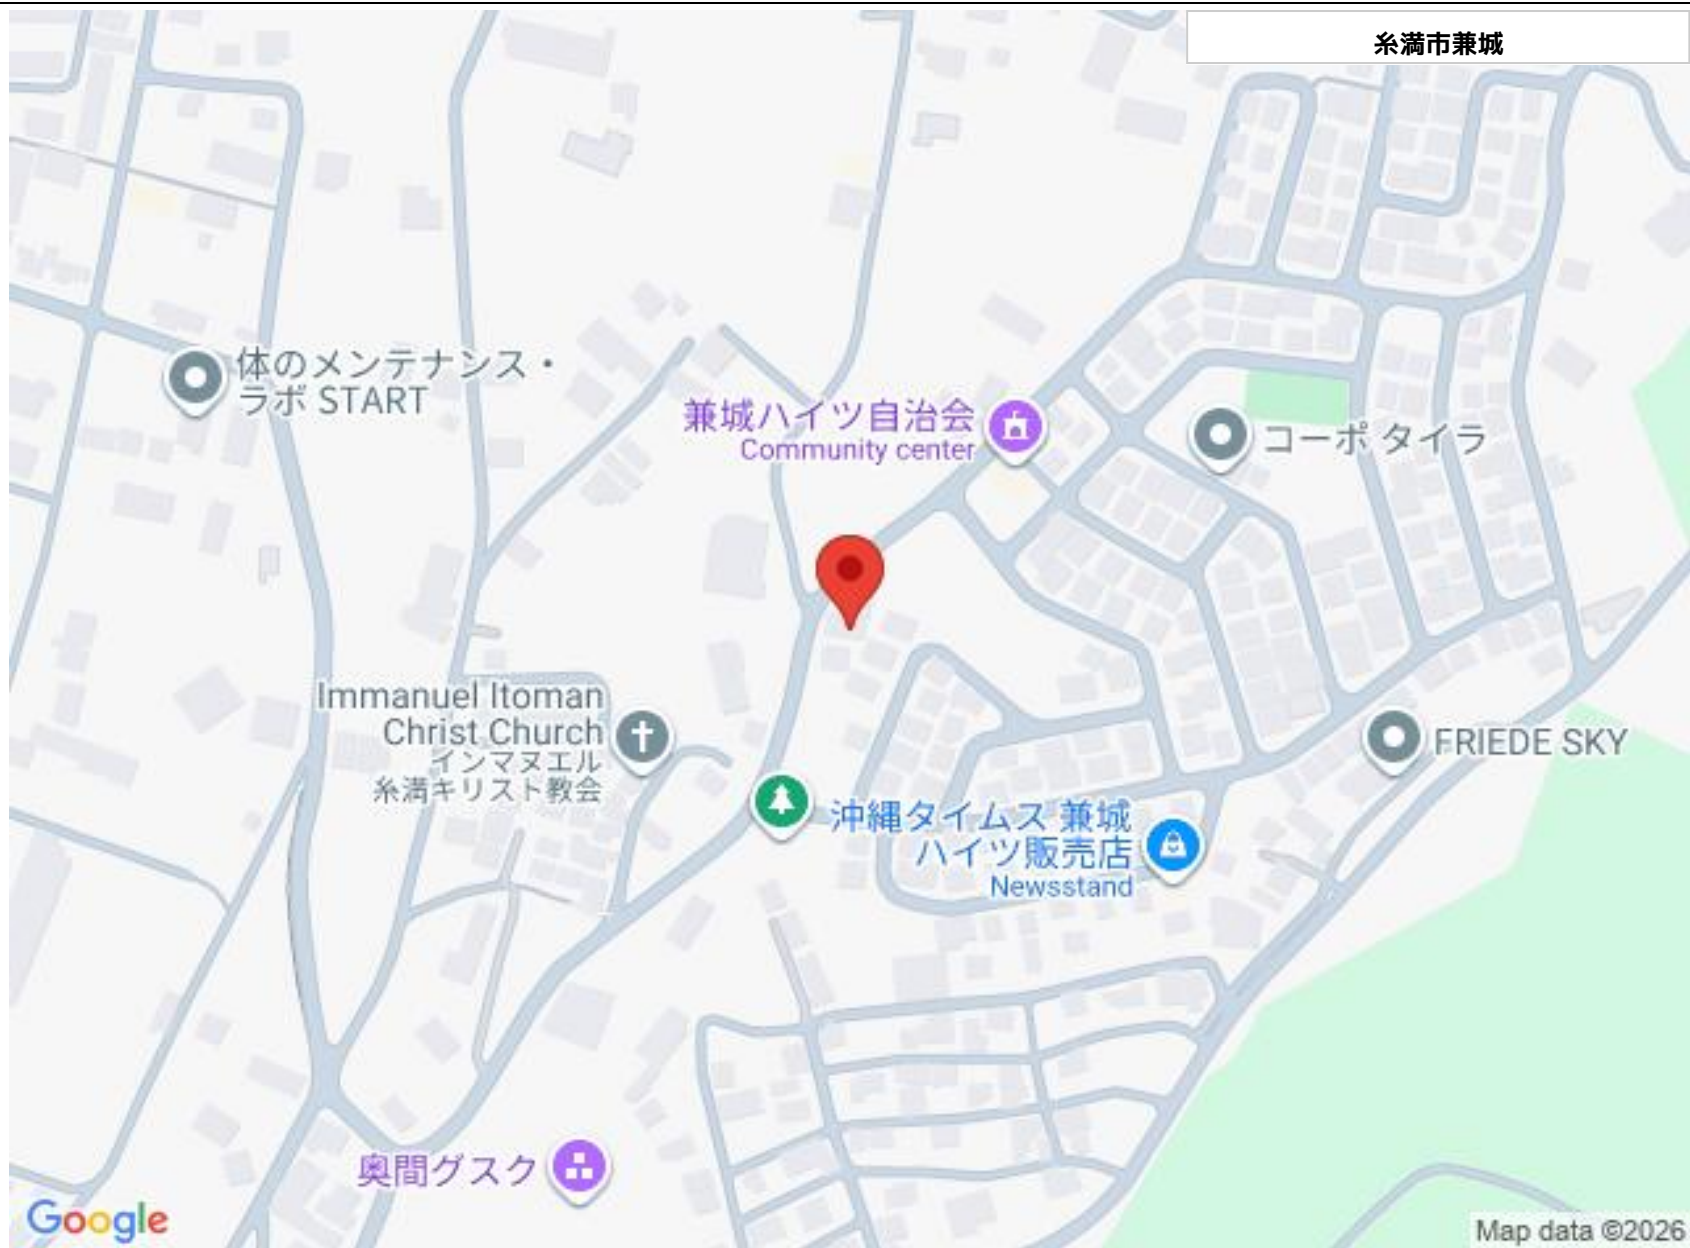 糸満市兼城
体のメンテナンス・
ラボ START
兼城ハイツ自治会
Community center
コーポ タイラ
Immanuel Itoman
Christ Church
インマヌエル
糸満キリスト教会
FRIEDE SKY
沖縄タイムス 兼城
ハイツ販売店
Newsstand
奥間グスク
Google
Map data ©2026